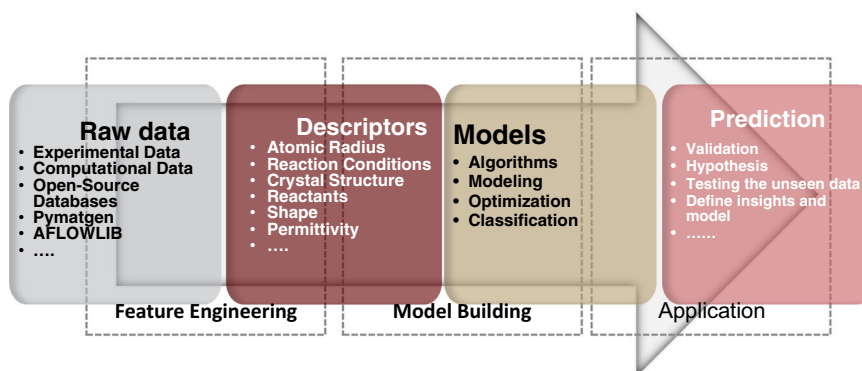 Raw data
• Experimental Data
• Computational Data
• Open-Source
Databases
• Pymatgen
• AFLOWLIB
• ....
Descriptors
• Atomic Radius
• Reaction Conditions
• Crystal Structure
• Reactants
• Shape
• Permittivity
• ....
Models
• Algorithms
• Modeling
• Optimization
• Classification
Prediction
• Validation
• Hypothesis
• Testing the unseen data
• Define insights and
model
• ......
Feature Engineering
Model Building
Application